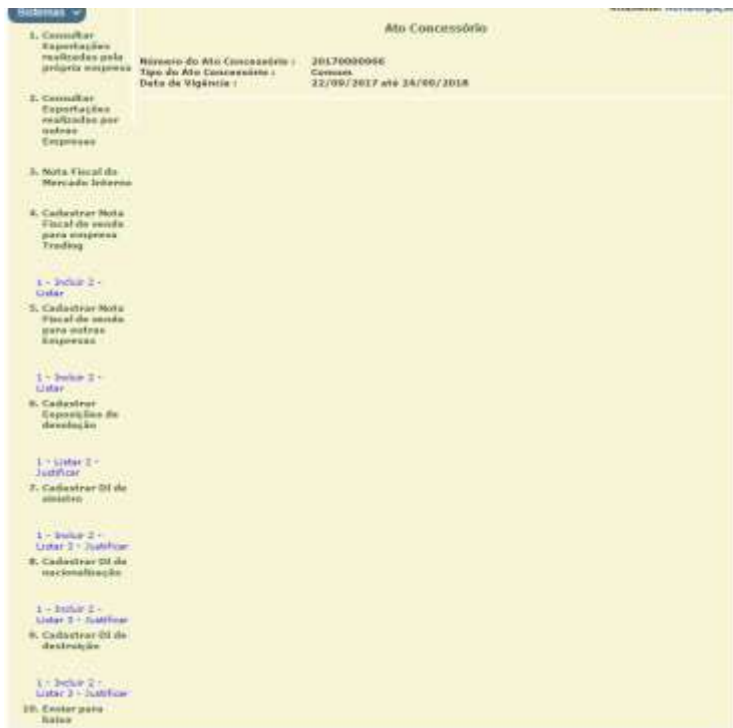 Sistemas
Ato Concessório
1. Consultar
Exportações
realizadas pela
própria empresa
Número do Ato Concessório :
Tipo do Ato Concessório :
Comum
Data de Vigência :
22/09/2017 até
2. Consultar
Exportações
realizadas por
outras
Empresas
3. Nota Fiscal do
Mercado Interno
4. Cadastrar Nota
Fiscal de venda
para empresa
Trading
1 - Incluir 2 -
Listar
5. Cadastrar Nota
Fiscal de venda
para outras
Empresas
1 - Incluir 2 -
Listar
6. Cadastrar
de
devolução
1 - Listar 2 -
Justificar
7. Cadastrar DI de
sinistro
1 - Incluir 2 -
Listar 3 - Justificar
8. Cadastrar DI de
nacionalização
1 - Incluir 2 -
Listar 3 - Justificar
9. Cadastrar DI de
destruição
1 - Incluir 2 -
Listar 3 - Justificar
10. Enviar para
baixa